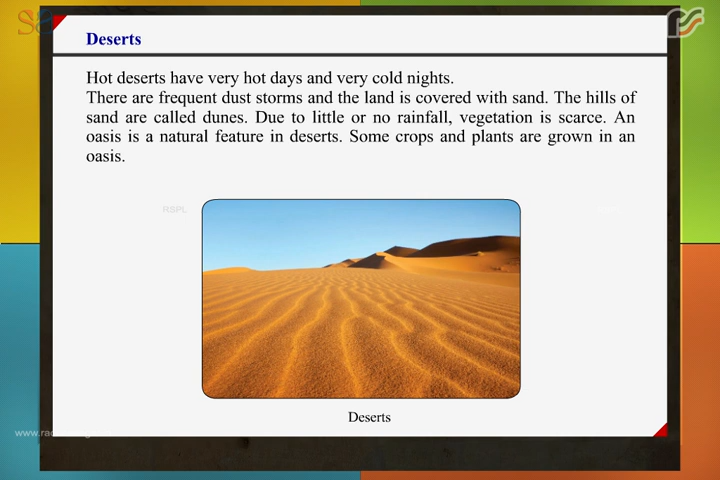 Deserts
Hot deserts have very hot days and very cold nights.
There are frequent dust storms and the land is covered with sand. The hills of
sand are called dunes. Due to little or no rainfall, vegetation is scarce. An
oasis is a natural feature in deserts. Some crops and plants are grown in an
oasis.
RSPL
Deserts